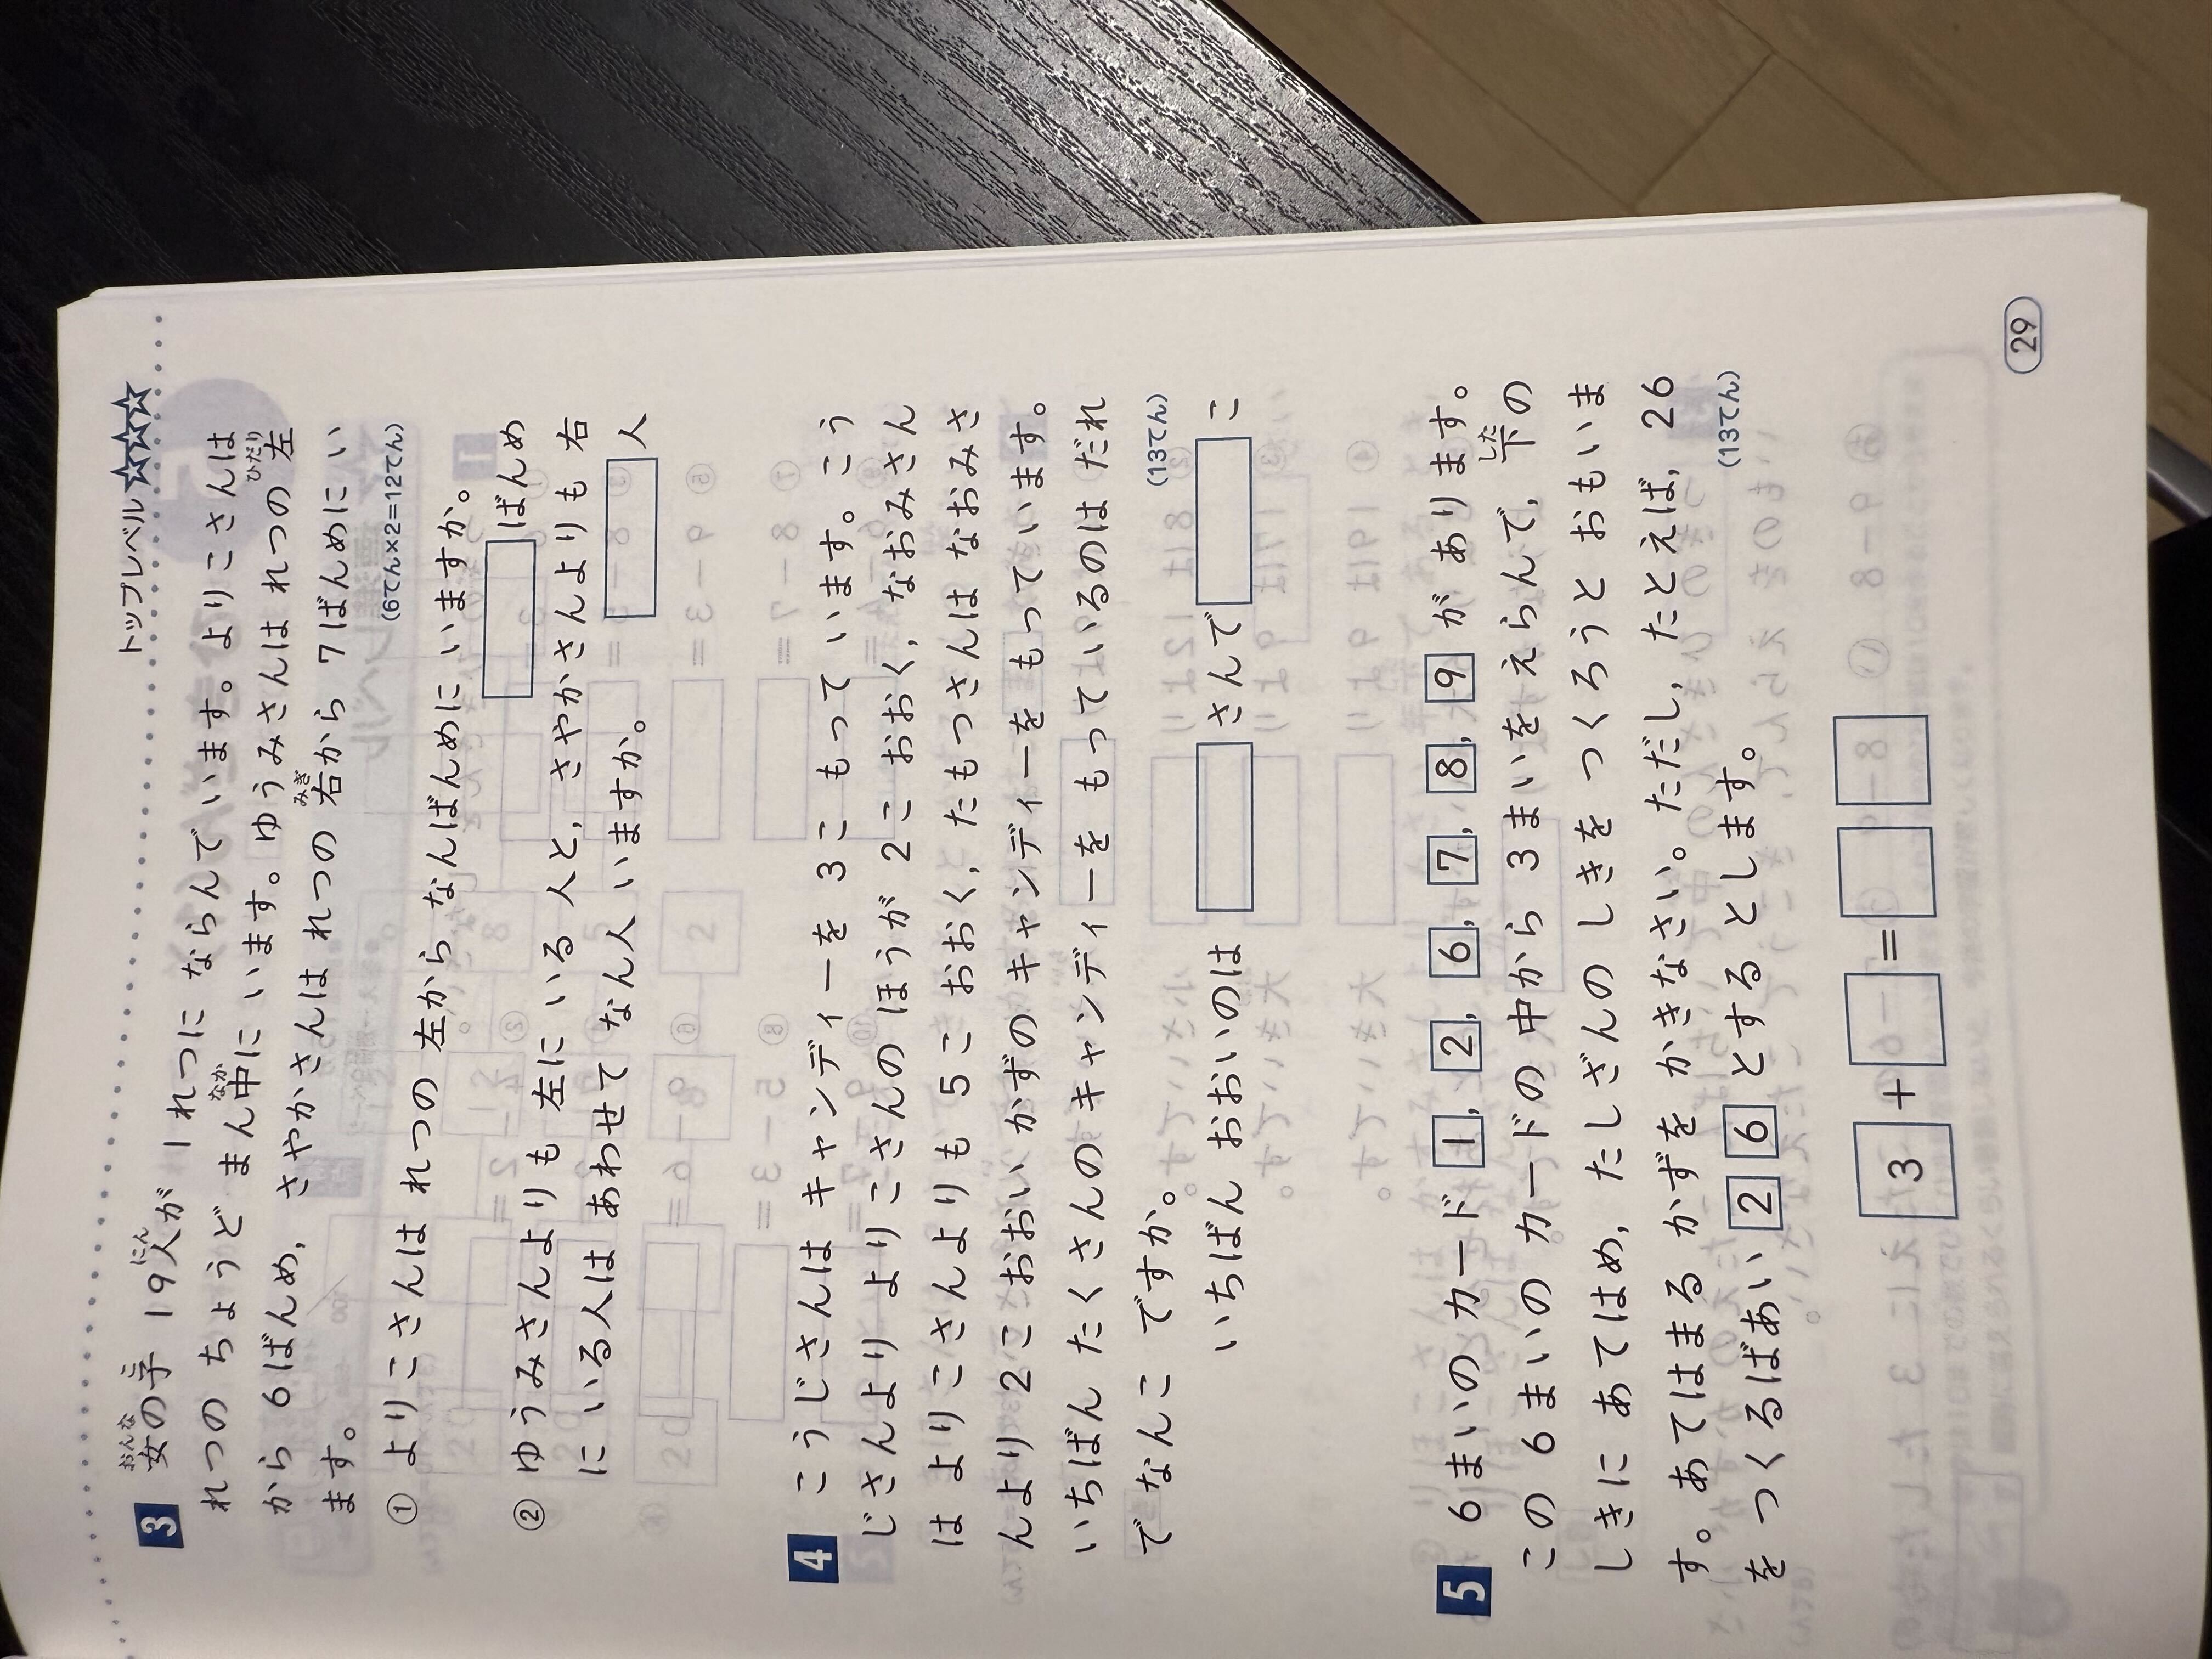 トップレベル☆☆☆
3 女の子 19人が 1れつに ならんで います。よりこさんは
れつの ちょうど まん中に います。ゆうみさんは れつの 左
から 6ばんめ, さやかさんは れつの 右から 7ばんめに い
ます。
(6てん×2=12てん)
① よりこさんは れつの 左から なんばんめに いますか。
ばんめ
② ゆうみさんよりも 左に いる 人と, さやかさんよりも 右
に いる人は あわせて なん人 いますか。
人
4 こうじさんは キャンディーを 3こ もって います。こう
じさんより よりこさんのほうが 2こ おおく, なおみさん
は よりこさんよりも 5こ おおく, たもつさんは なおみさ
んより 2こおおい かずの キャンディーを もって います。
いちばん たくさんの キャンディーを もって いるのは だれ
で なんこ ですか。
(13てん)
いちばん おおいのは さんで こ
5 6まいの カード 1, 2, 6, 7, 8, 9 が あります。
この 6まいの カードの 中から 3まいを えらんで, 下の
しきに あてはめ, たしざんの しきを つくろうと おもいま
す。あてはまる かずを かきなさい。ただし, たとえば, 26
を つくるばあい 2 6 と するとします。
(13てん)
3 + =
29